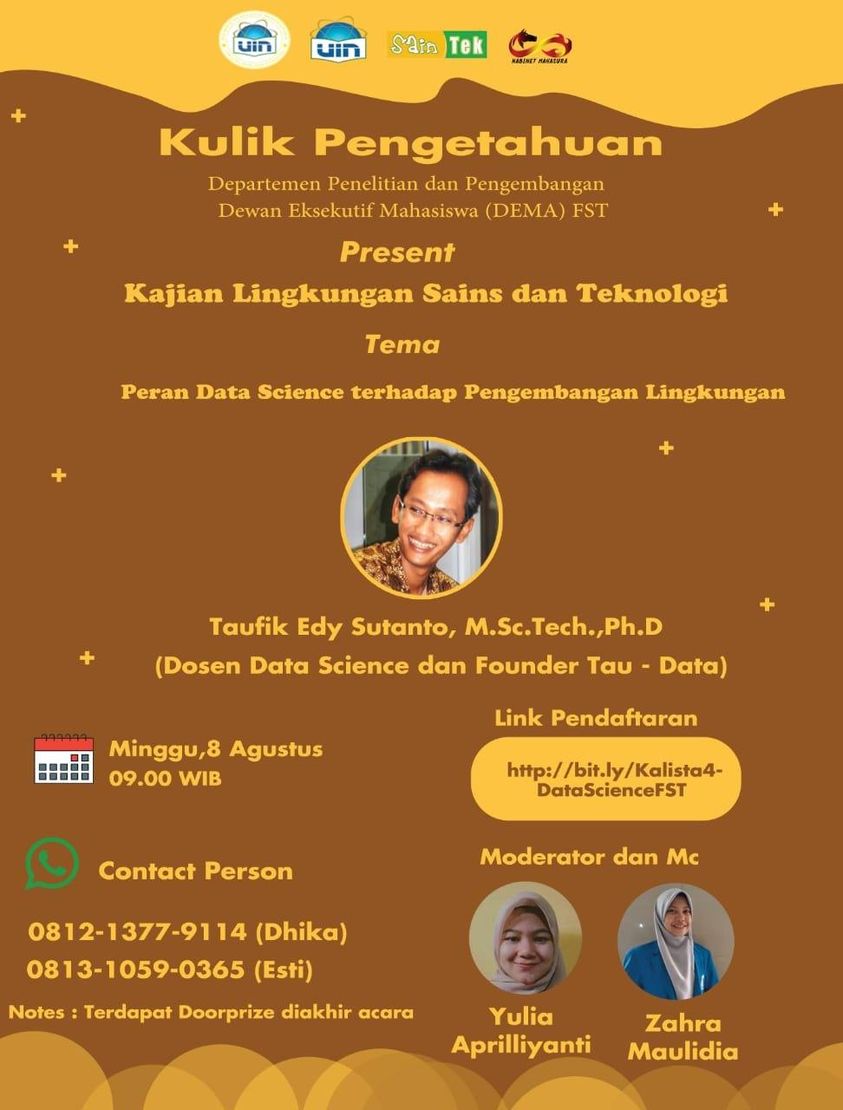 uin
uin
Sain Tek
KABINET MAHASURA
Kulik Pengetahuan
Departemen Penelitian dan Pengembangan
Dewan Eksekutif Mahasiswa (DEMA) FST
Present
Kajian Lingkungan Sains dan Teknologi
Tema
Peran Data Science terhadap Pengembangan Lingkungan
Taufik Edy Sutanto, M.Sc.Tech.,Ph.D
(Dosen Data Science dan Founder Tau - Data)
Minggu,8 Agustus
09.00 WIB
Link Pendaftaran
http://bit.ly/Kalista4-
DataScienceFST
Contact Person
0812-1377-9114 (Dhika)
0813-1059-0365 (Esti)
Notes : Terdapat Doorprize diakhir acara
Moderator dan Mc
Yulia
Aprilliyanti
Zahra
Maulidia